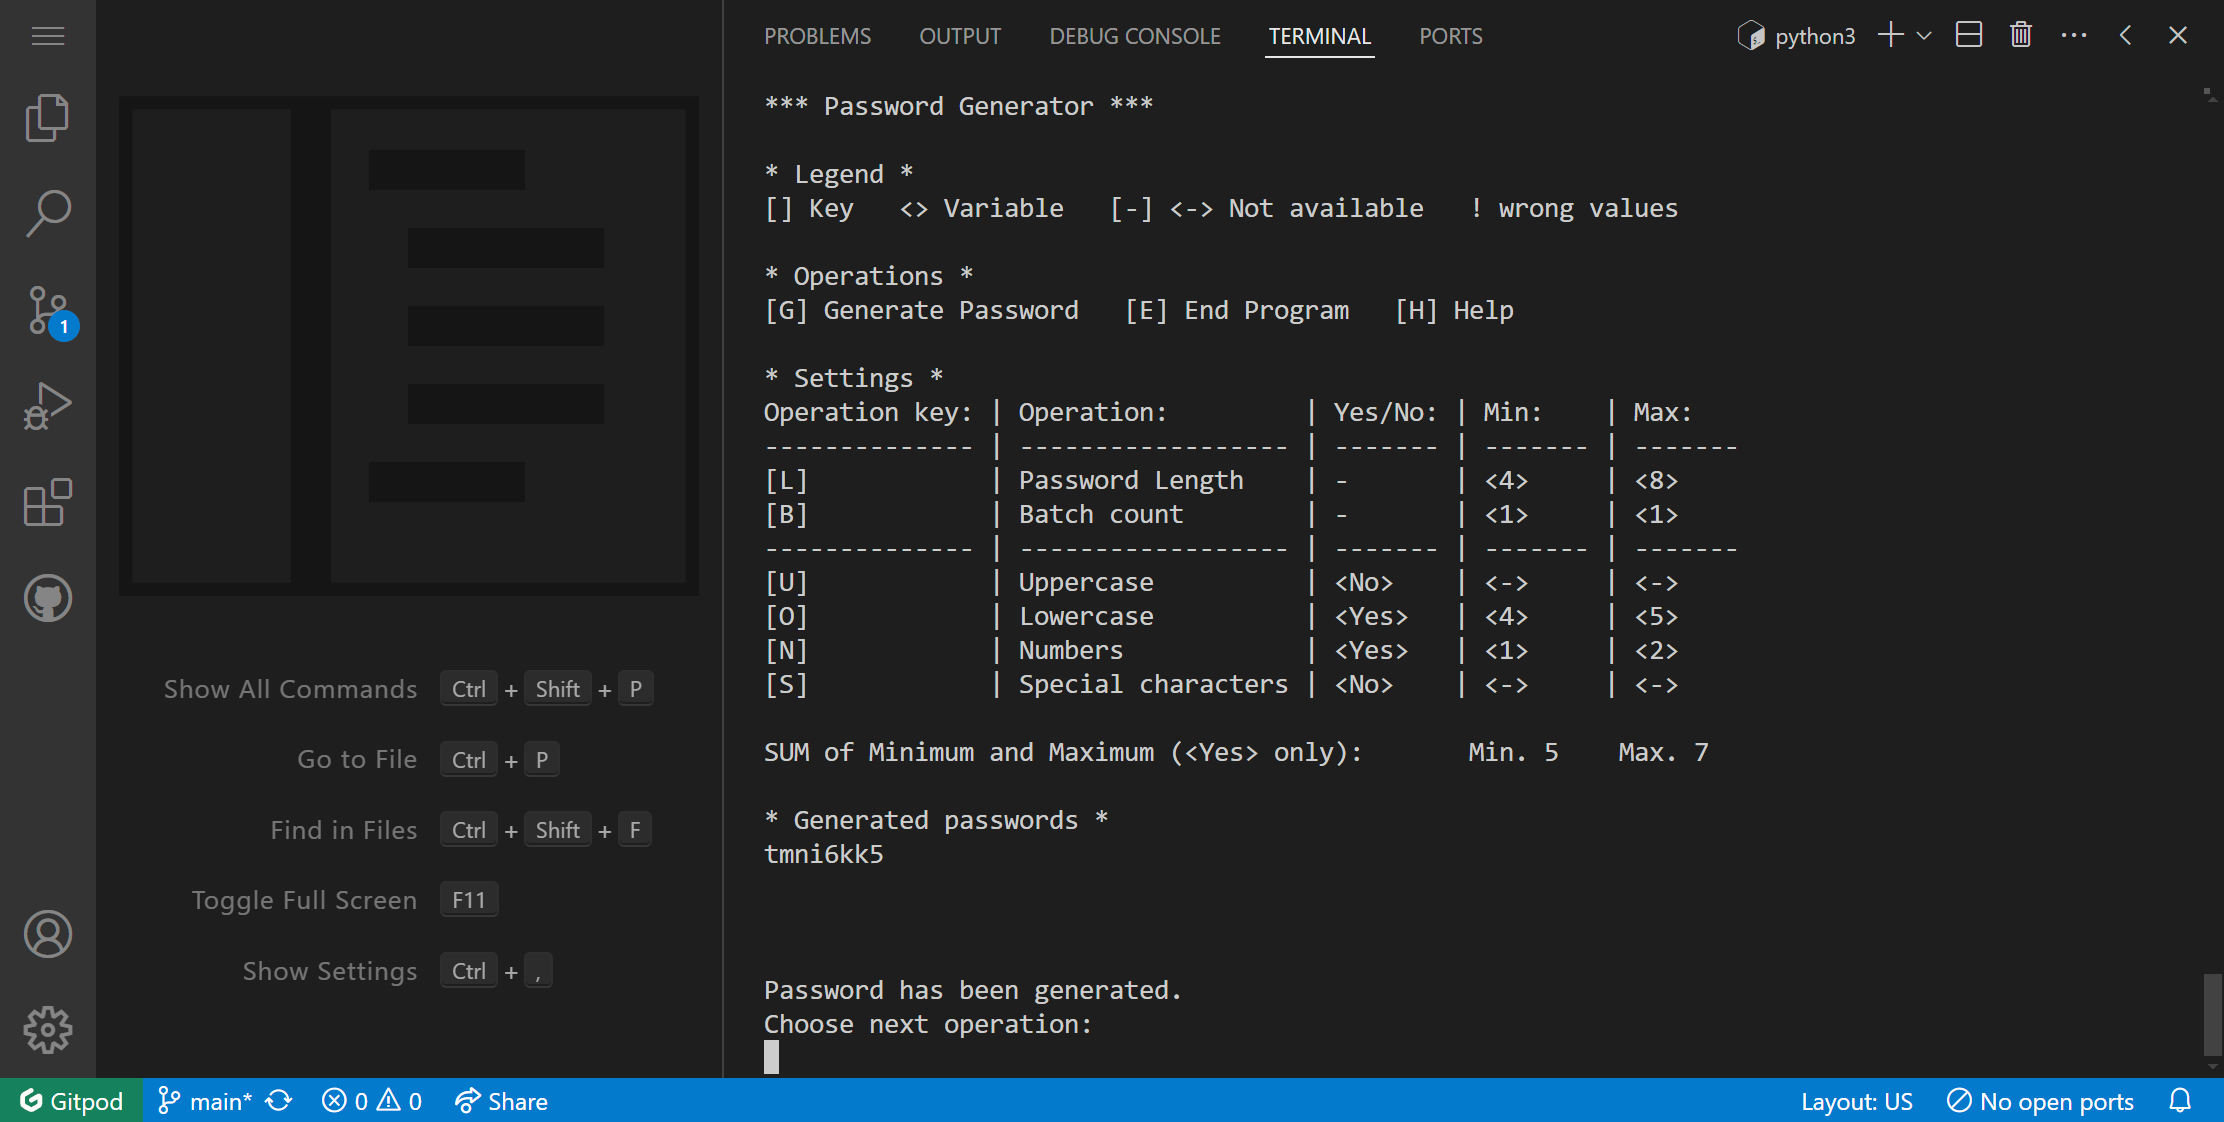 PROBLEMS OUTPUT DEBUG CONSOLE TERMINAL PORTS python3
*** Password Generator ***
* Legend *
[] Key   <> Variable   [-] <-> Not available   ! wrong values
* Operations *
[G] Generate Password   [E] End Program   [H] Help
* Settings *
Operation key: | Operation:         | Yes/No: | Min:    | Max:
-------------- | ------------------ | ------- | ------- | -------
[L]            | Password Length    | -       | <4>     | <8>
[B]            | Batch count        | -       | <1>     | <1>
-------------- | ------------------ | ------- | ------- | -------
[U]            | Uppercase          | <No>    | <->     | <->
[O]            | Lowercase          | <Yes>   | <4>     | <5>
[N]            | Numbers            | <Yes>   | <1>     | <2>
[S]            | Special characters | <No>    | <->     | <->
SUM of Minimum and Maximum (<Yes> only):       Min. 5    Max. 7
* Generated passwords *
tmni6kk5
Password has been generated.
Choose next operation:
1
Show All Commands Ctrl + Shift + P
Go to File Ctrl + P
Find in Files Ctrl + Shift + F
Toggle Full Screen F11
Show Settings Ctrl + ,
Gitpod main* 0 0 Share Layout: US No open ports